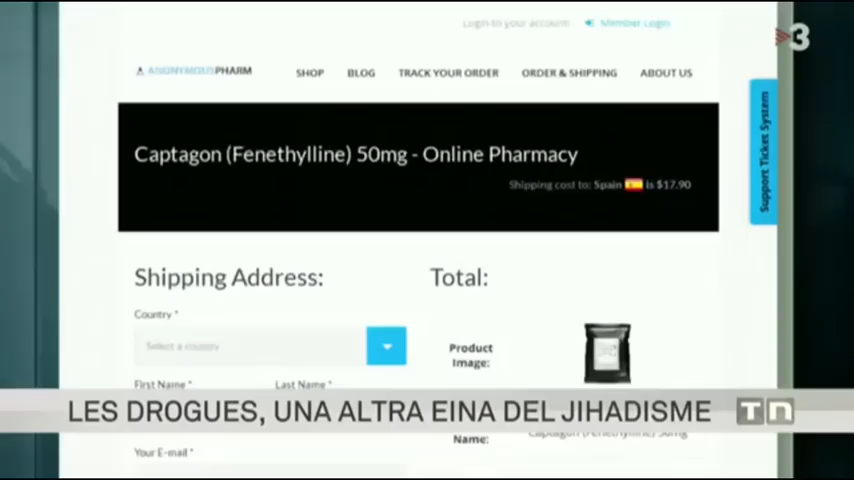 Login to your account
Member Login
3
ANONYMOUSPHARM
SHOP
BLOG
TRACK YOUR ORDER
ORDER & SHIPPING
ABOUT US
Support Ticket System
Captagon (Fenethylline) 50mg - Online Pharmacy
Shipping cost to: Spain is $17.90
Shipping Address:
Total:
Country *
Select a country
Product
Image:
First Name *
Last Name *
LES DROGUES, UNA ALTRA EINA DEL JIHADISME
TN
Name:
Captagon (Fenethylline) 50mg
Your E-mail *